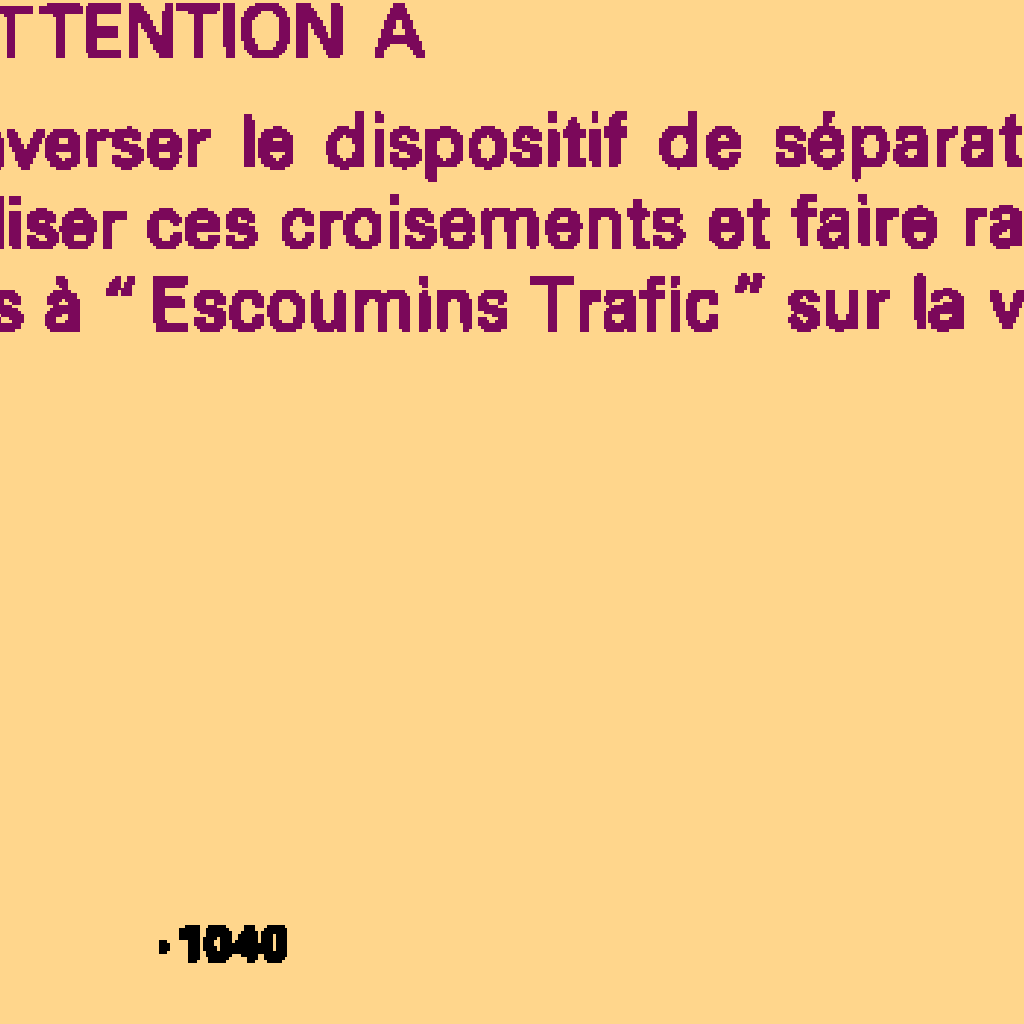 TTENTION A
verser le dispositif de séparat
liser ces croisements et faire ra
s à “ Escoumins Trafic ” sur la v
· 1040